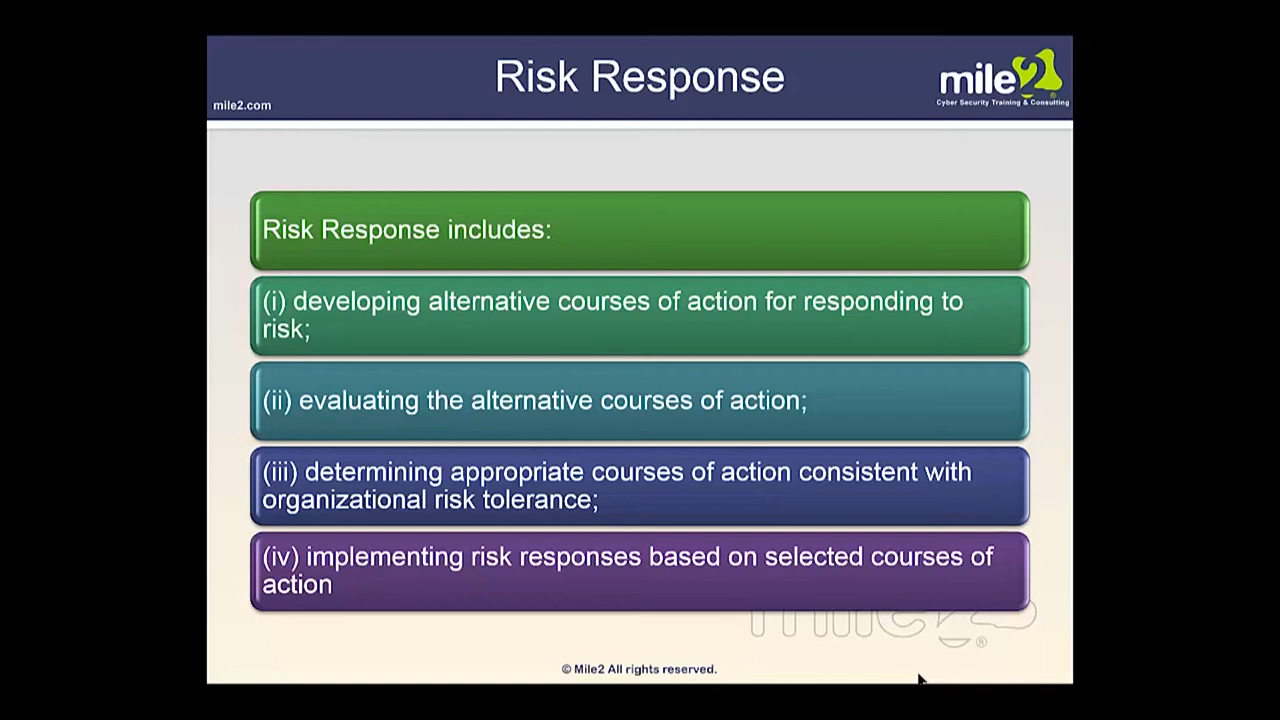 Risk Response
mile2
mile2.com
Cyber Security Training & Consulting
Risk Response includes:
(i) developing alternative courses of action for responding to
risk;
(ii) evaluating the alternative courses of action;
(iii) determining appropriate courses of action consistent with
organizational risk tolerance;
(iv) implementing risk responses based on selected courses of
action
mile2 ®
© Mile2 All rights reserved.